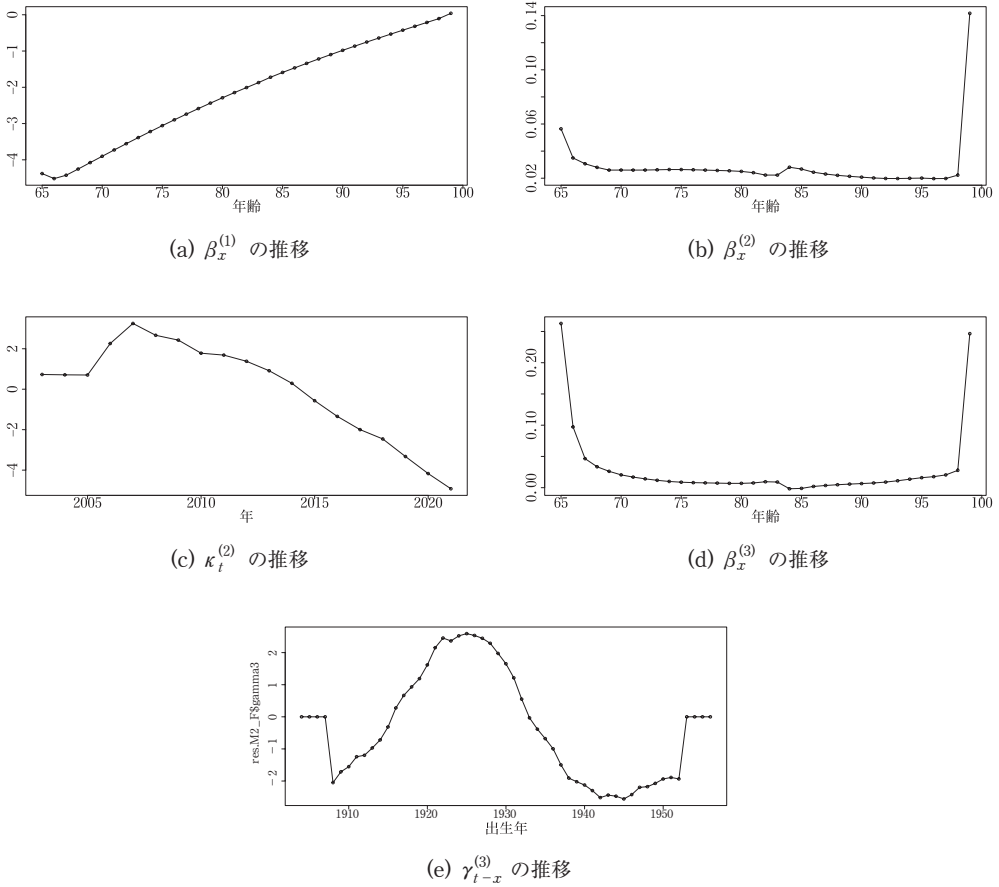 0
-1
-2
-3
-4
65 70 75 80 85 90 95 100
年齢
(a) β_x^{(1)} の推移
0.14
0.10
0.06
0.02
65 70 75 80 85 90 95 100
年齢
(b) β_x^{(2)} の推移
2
0
-2
-4
2005 2010 2015 2020
年
(c) κ_t^{(2)} の推移
0.20
0.10
0.00
65 70 75 80 85 90 95 100
年齢
(d) β_x^{(3)} の推移
res.M2_F$gamma3
2
1
0
-1
-2
1910 1920 1930 1940 1950
出生年
(e) γ_{t-x}^{(3)} の推移